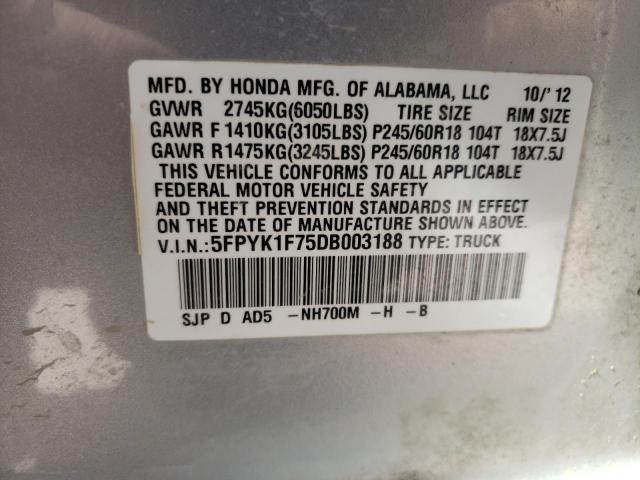 MFD. BY HONDA MFG. OF ALABAMA, LLC 10/' 12
GVWR 2745KG(6050LBS) TIRE SIZE RIM SIZE
GAWR F 1410KG(3105LBS) P245/60R18 104T 18X7.5J
GAWR R1475KG(3245LBS) P245/60R18 104T 18X7.5J
THIS VEHICLE CONFORMS TO ALL APPLICABLE
FEDERAL MOTOR VEHICLE SAFETY
AND THEFT PREVENTION STANDARDS IN EFFECT
ON THE DATE OF MANUFACTURE SHOWN ABOVE.
V.I.N.:5FPYK1F75DB003188 TYPE: TRUCK
SJP D AD5 -NH700M -H -B